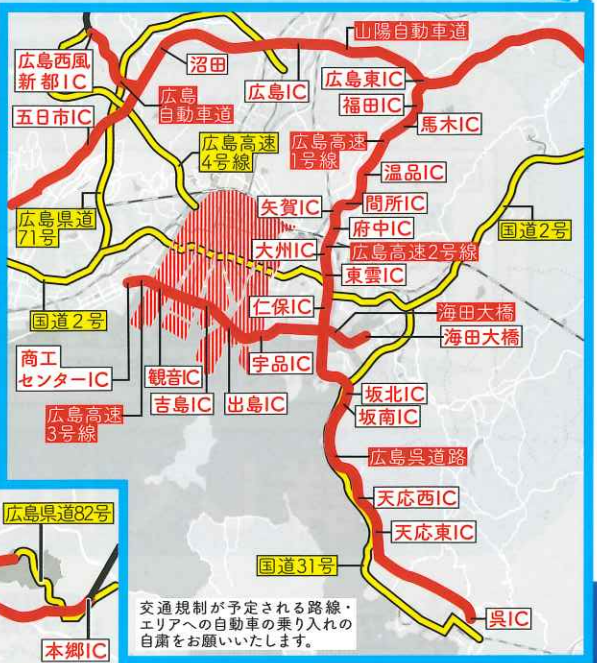 山陽自動車道
広島西風
新都IC
沼田
広島IC
広島東IC
五日市IC
広島
自動車道
福田IC
馬木IC
広島高速
4号線
広島高速
1号線
温品IC
広島県道
71号
矢賀IC
間所IC
府中IC
国道2号
大州IC
広島高速2号線
東雲IC
国道2号
仁保IC
海田大橋
海田大橋
商工
センターIC
観音IC
宇品IC
吉島IC
出島IC
坂北IC
坂南IC
広島高速
3号線
広島呉道路
天応西IC
天応東IC
広島県道82号
国道31号
呉IC
本郷IC
交通規制が予定される路線・
エリアへの自動車の乗り入れの
自粛をお願いいたします。